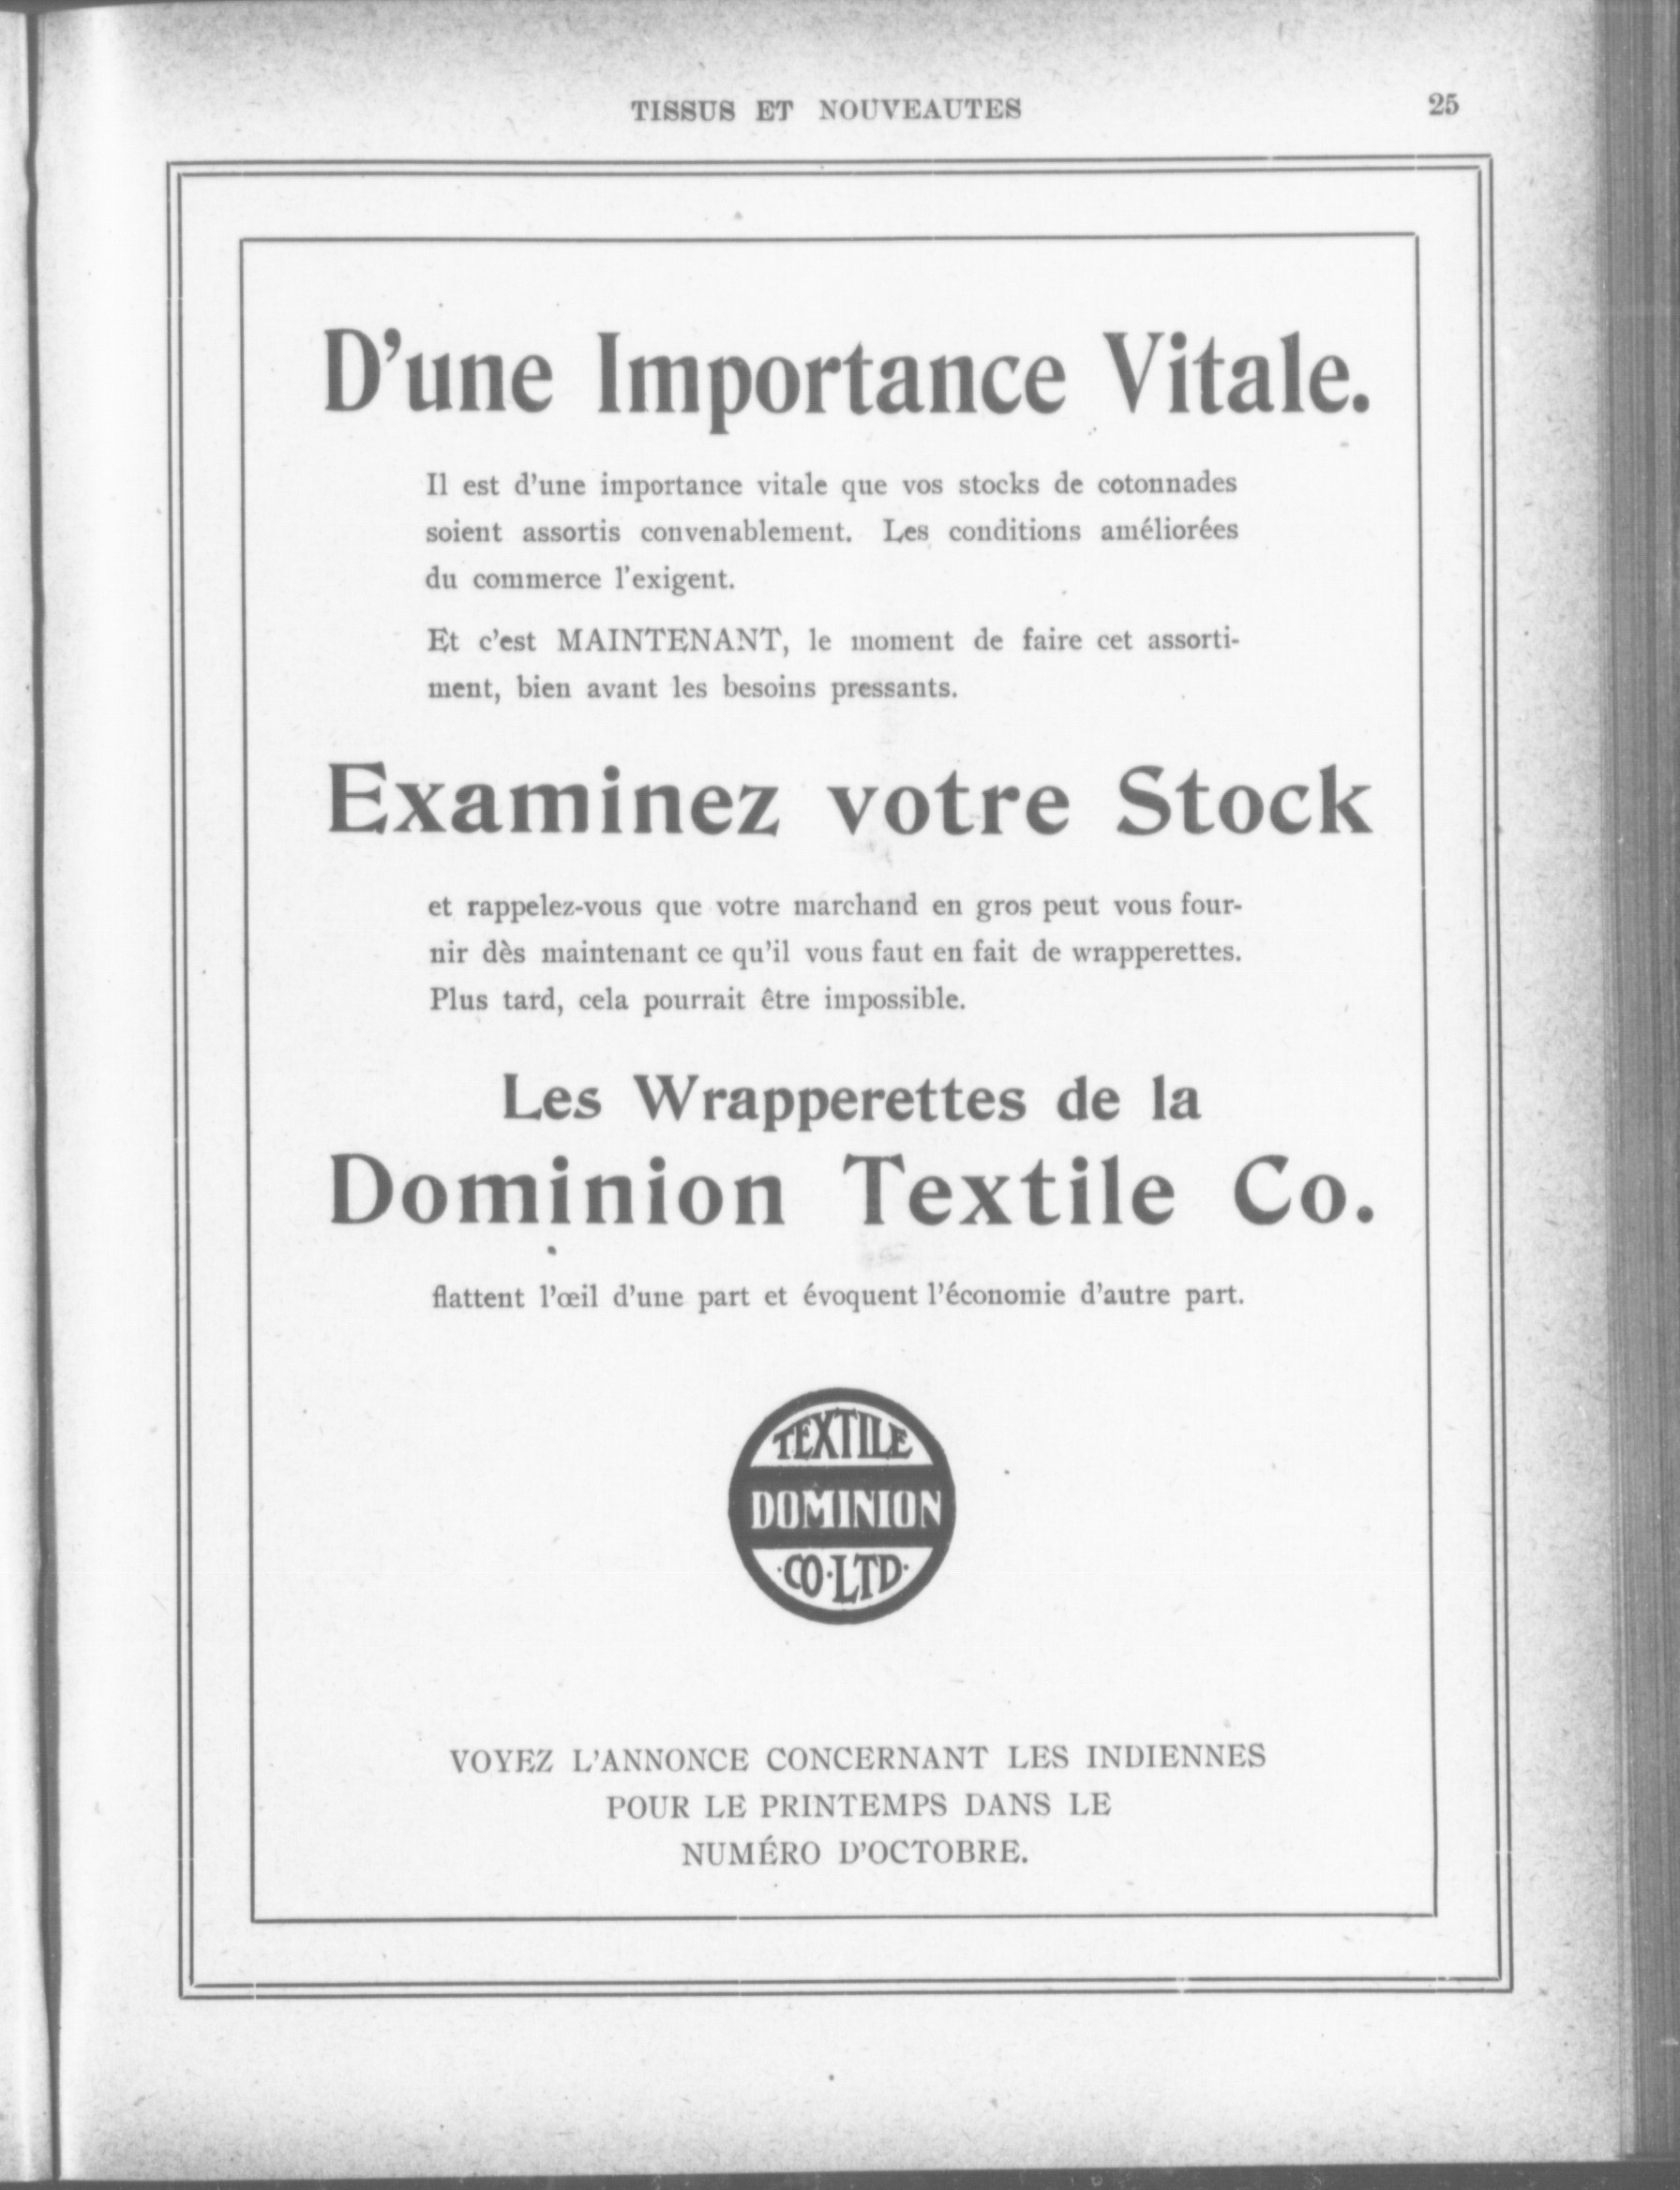 TISSUS ET NOUVEAUTES 25
D'une Importance Vitale.
Il est d'une importance vitale que vos stocks de cotonnades
soient assortis convenablement. Les conditions améliorées
du commerce l'exigent.
Et c'est MAINTENANT, le moment de faire cet assorti-
ment, bien avant les besoins pressants.
Examinez votre Stock
et rappelez-vous que votre marchand en gros peut vous four-
nir dès maintenant ce qu'il vous faut en fait de wrapperettes.
Plus tard, cela pourrait être impossible.
Les Wrapperettes de la
Dominion Textile Co.
flattent l'œil d'une part et évoquent l'économie d'autre part.
TEXTILE
DOMINION
·CO·LTD·
VOYEZ L'ANNONCE CONCERNANT LES INDIENNES
POUR LE PRINTEMPS DANS LE
NUMÉRO D'OCTOBRE.